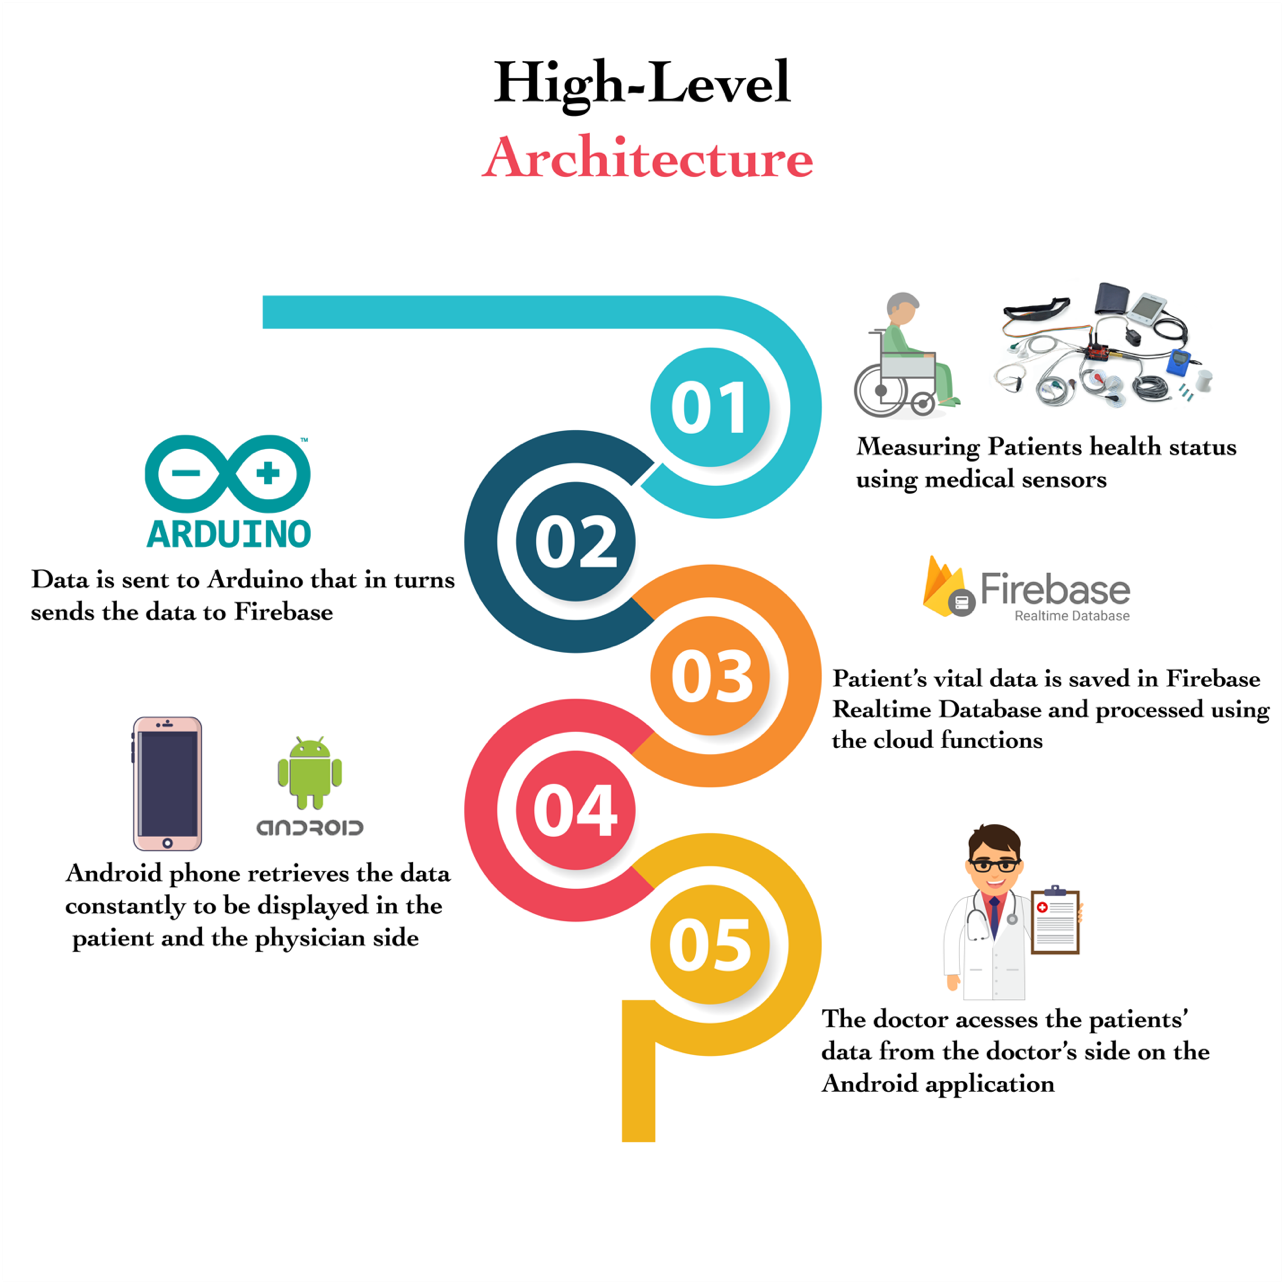 High-Level
Architecture
01
Measuring Patients health status
using medical sensors
02
ARDUINO
™
Data is sent to Arduino that in turns
sends the data to Firebase
03
Firebase
Realtime Database
Patient's vital data is saved in Firebase
Realtime Database and processed using
the cloud functions
04
ANDROID
Android phone retrieves the data
constantly to be displayed in the
patient and the physician side
05
The doctor acesses the patients'
data from the doctor's side on the
Android application